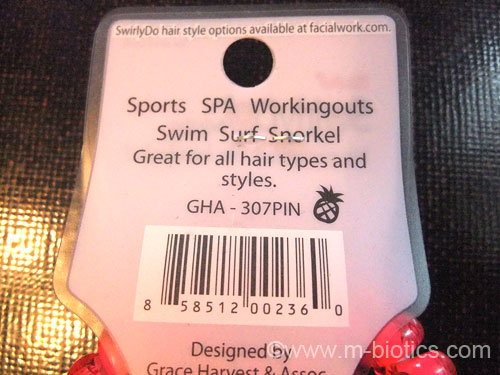 SwirlyDo hair style options available at facialwork.com.
Sports SPA Workingouts
Swim Surf Snorkel
Great for all hair types and
styles.
GHA - 307PIN
8 58512 00236 0
Designed by
Grace Harvest & Assoc.
© www.m-biotics.com